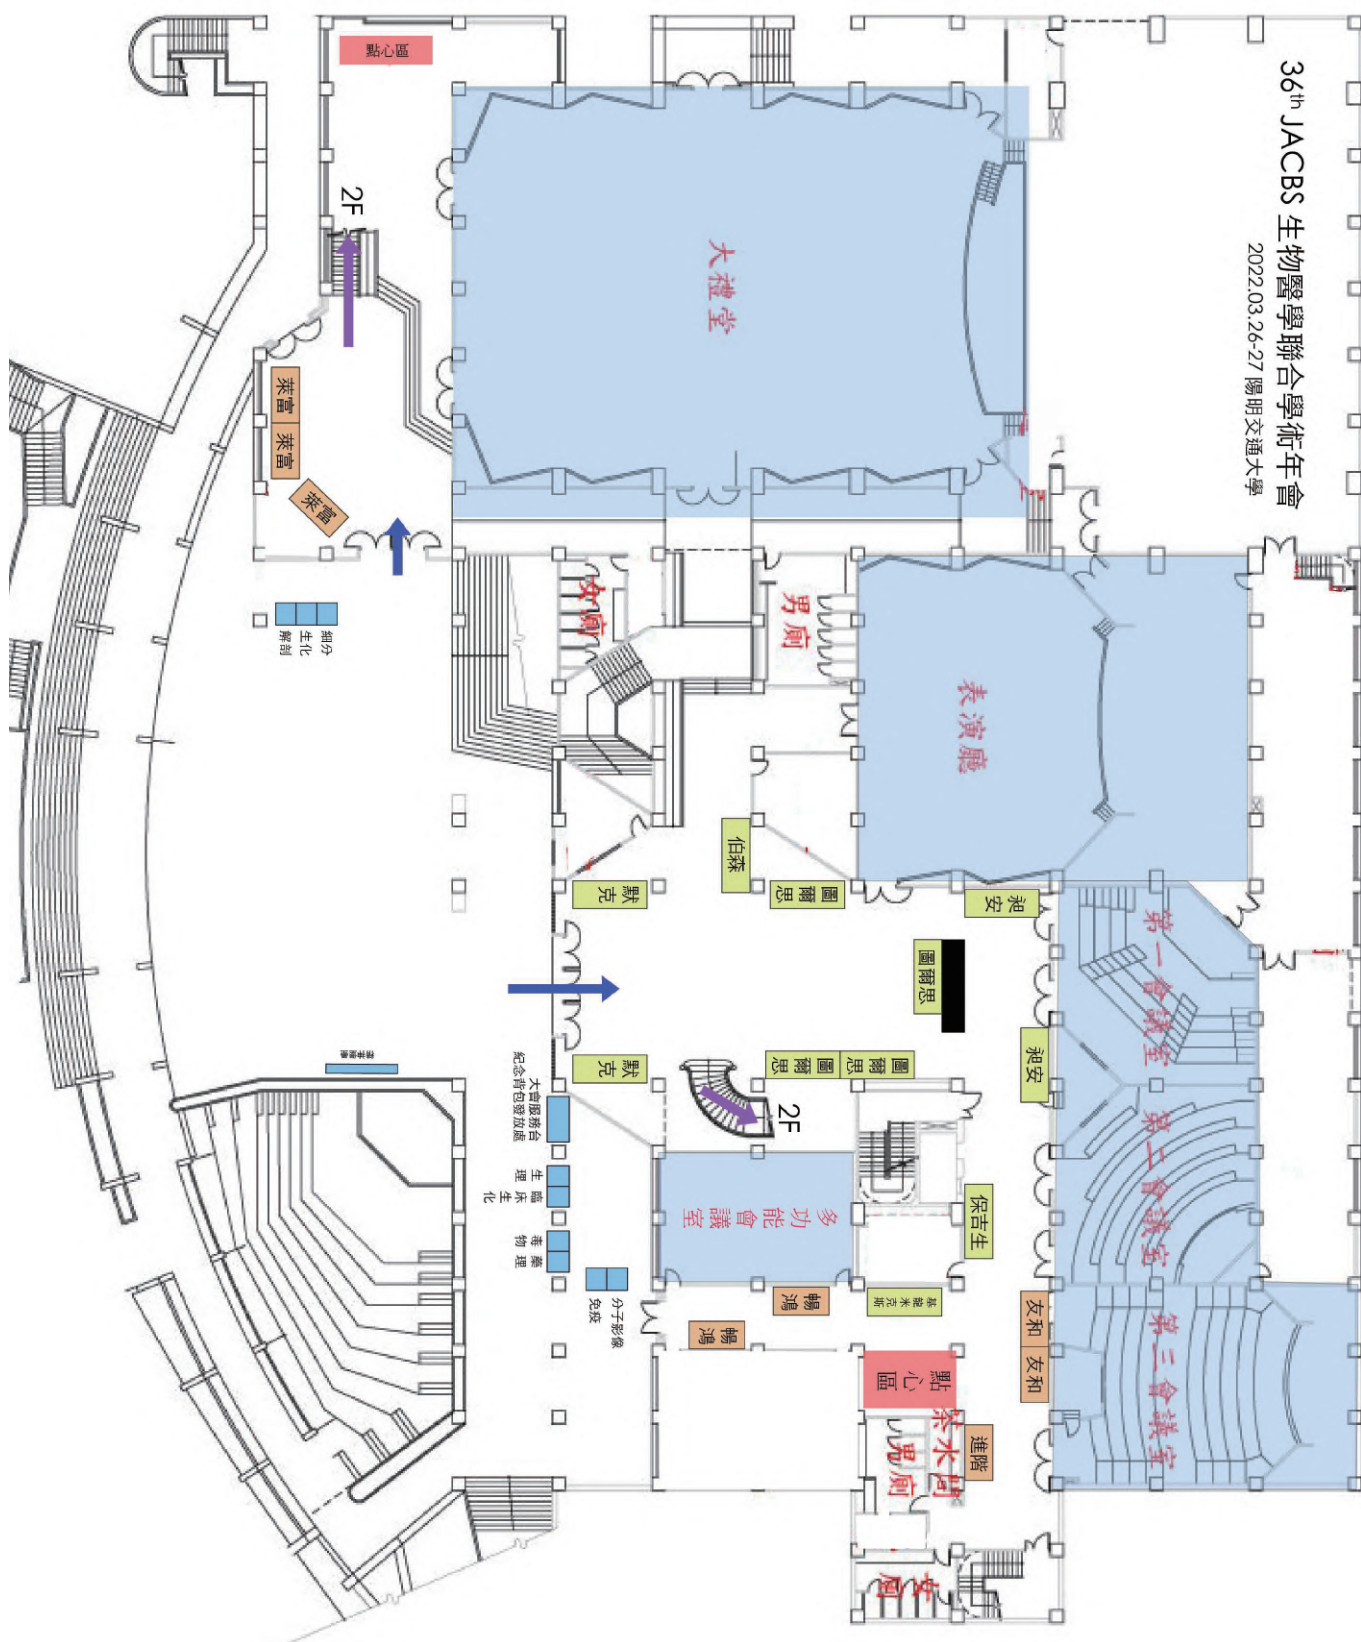 36th JACBS 生物醫學聯合學術年會
2022.03.26-27 陽明交通大學
點心區
2F
大禮堂
萊富
萊富
萊富
細分
生化
解剖
女廁
男廁
表演廳
伯森
默克
圖爾思
昶安
圖爾思
第一會議室
默克
圖爾思
圖爾思
昶安
2F
大會服務台
紀念背包發放處
生理
臨床生化
毒物
藥理
分子影像
免疫
多功能會議室
保吉生
第二會議室
暢鴻
暢鴻
基龍米克斯
友和
友和
第三會議室
點心區
茶水間
進階
男廁
女廁